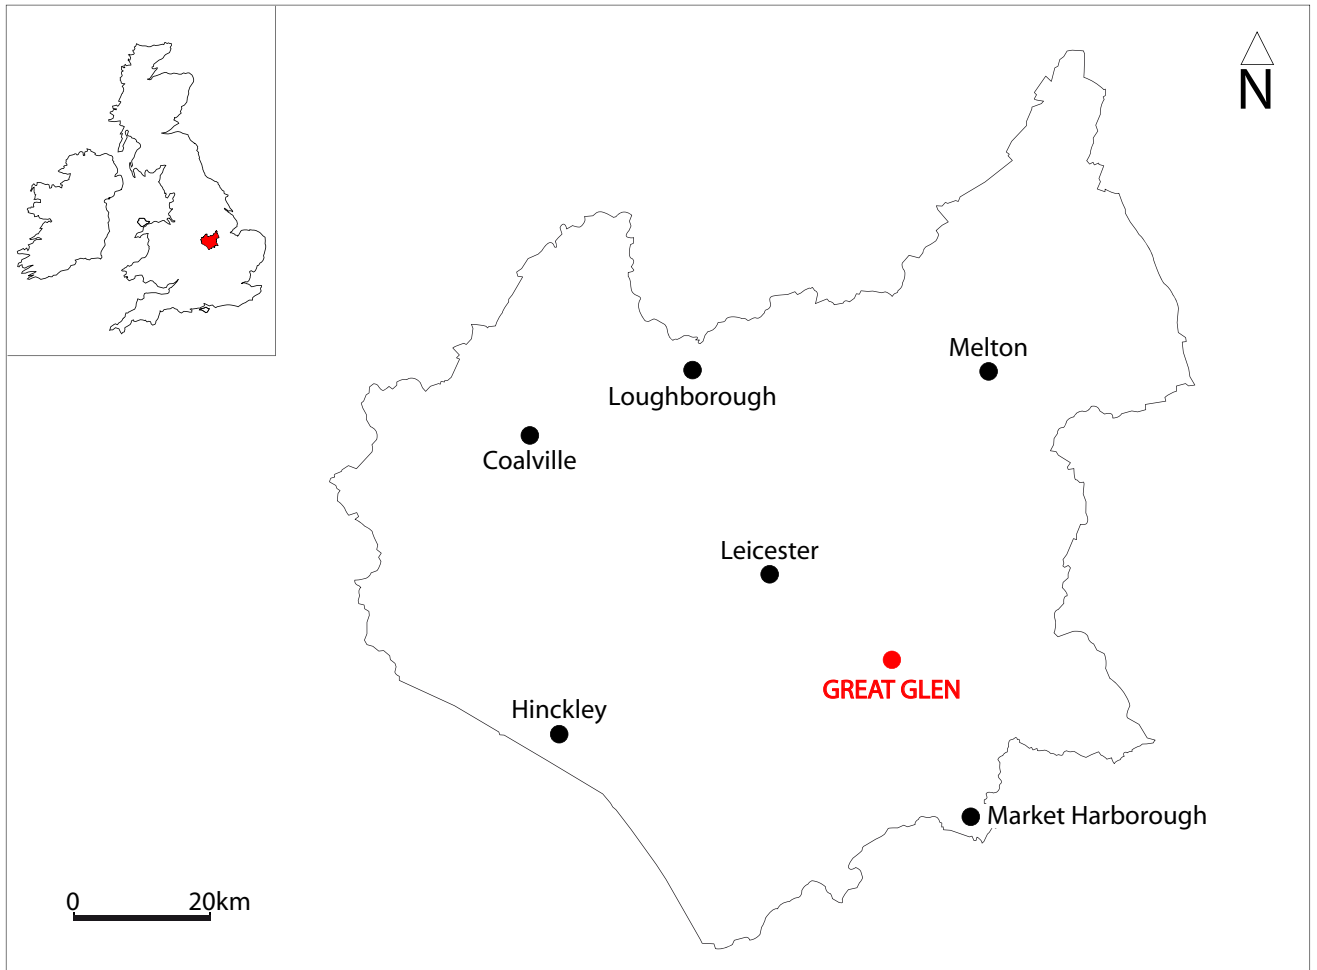 N
Melton
Loughborough
Coalville
Leicester
GREAT GLEN
Hinckley
Market Harborough
0 20km